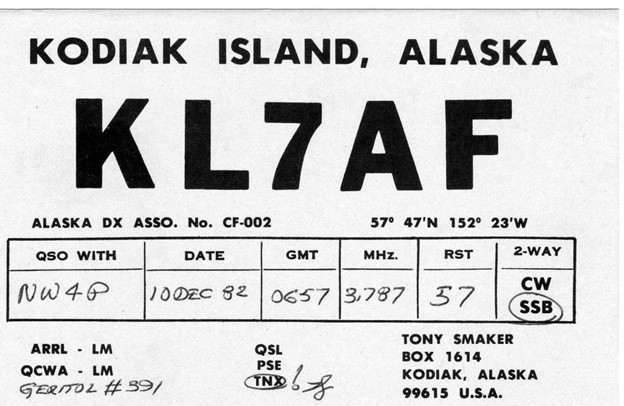 KODIAK ISLAND, ALASKA
KL7AF
ALASKA DX ASSO. No. CF-002 57° 47'N 152° 23'W
QSO WITH DATE GMT MHz. RST 2-WAY
NW4P 10 DEC 82 0657 3,787 57 CW
SSB
ARRL - LM
QCWA - LM
GERITOL #391
QSL
PSE
TNX
TONY SMAKER
BOX 1614
KODIAK, ALASKA
99615 U.S.A.